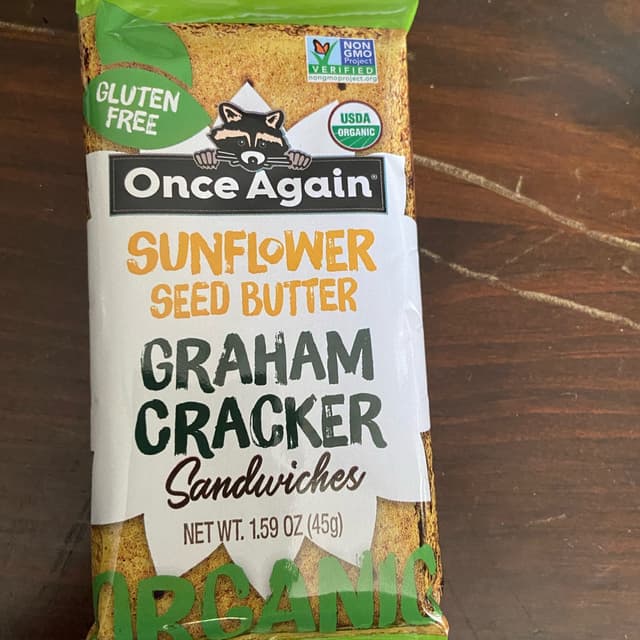 NON
GMO
Project
VERIFIED
nongmoproject.org
GLUTEN
FREE
USDA
ORGANIC
Once Again®
SUNFLOWER
SEED BUTTER
GRAHAM
CRACKER
Sandwiches
NET WT. 1.59 OZ (45g)
ORGANIC